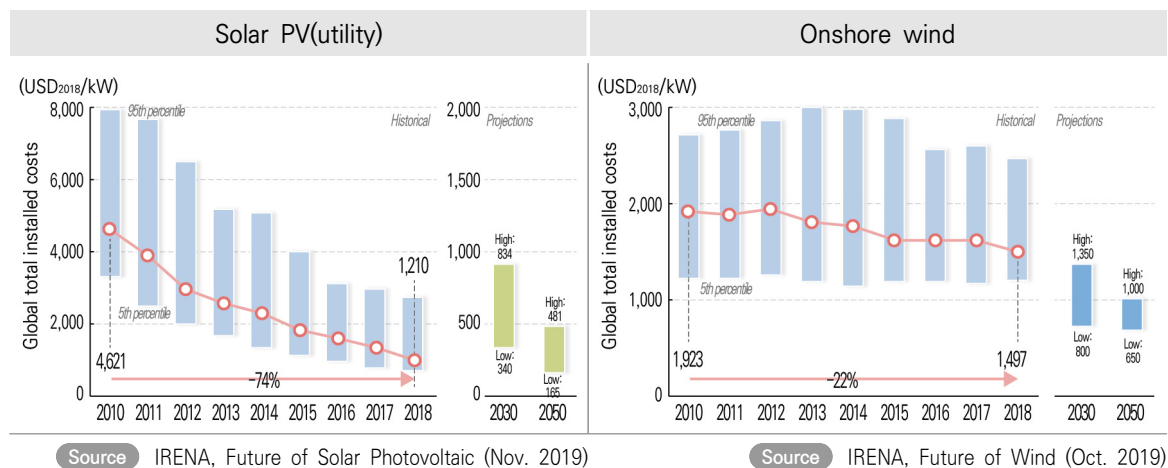 Solar PV(utility)
(USD2018/kW)
Global total installed costs
8,000
6,000
4,000
2,000
0
95th percentile
Historical
5th percentile
4,621
1,210
−74%
2010 2011 2012 2013 2014 2015 2016 2017 2018
2,000
1,500
1,000
500
0
Projections
High:
834
Low:
340
High:
481
Low:
165
2030 2050
Source IRENA, Future of Solar Photovoltaic (Nov. 2019)
Onshore wind
(USD2018/kW)
Global total installed costs
3,000
2,000
1,000
0
95th percentile
Historical
5th percentile
1,923
1,497
−22%
2010 2011 2012 2013 2014 2015 2016 2017 2018
Projections
High:
1,350
Low:
800
High:
1,000
Low:
650
2030 2050
Source IRENA, Future of Wind (Oct. 2019)